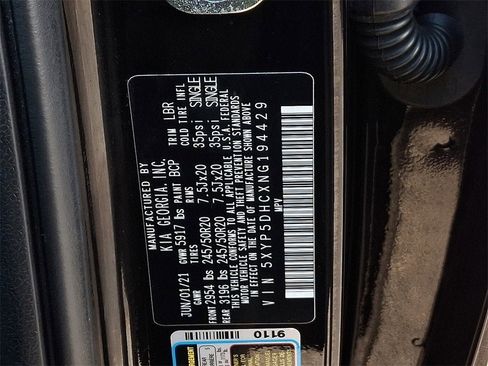 MANUFACTURED BY
KIA GEORGIA, INC.
JUN/01/21 GVWR 5917 lbs PAINT BCP TRIM LBR
GAWR TIRES RIMS COLD TIRE INFL
FRONT 2954 lbs 245/50R20 7.5Jx20 35psi SINGLE
REAR 3196 lbs 245/50R20 7.5Jx20 35psi SINGLE
THIS VEHICLE CONFORMS TO ALL APPLICABLE U.S.A. FEDERAL
MOTOR VEHICLE SAFETY AND THEFT PREVENTION STANDARDS
IN EFFECT ON THE DATE OF MANUFACTURE SHOWN ABOVE
VIN 5XYP5DHCXNG194429
MPV
9110